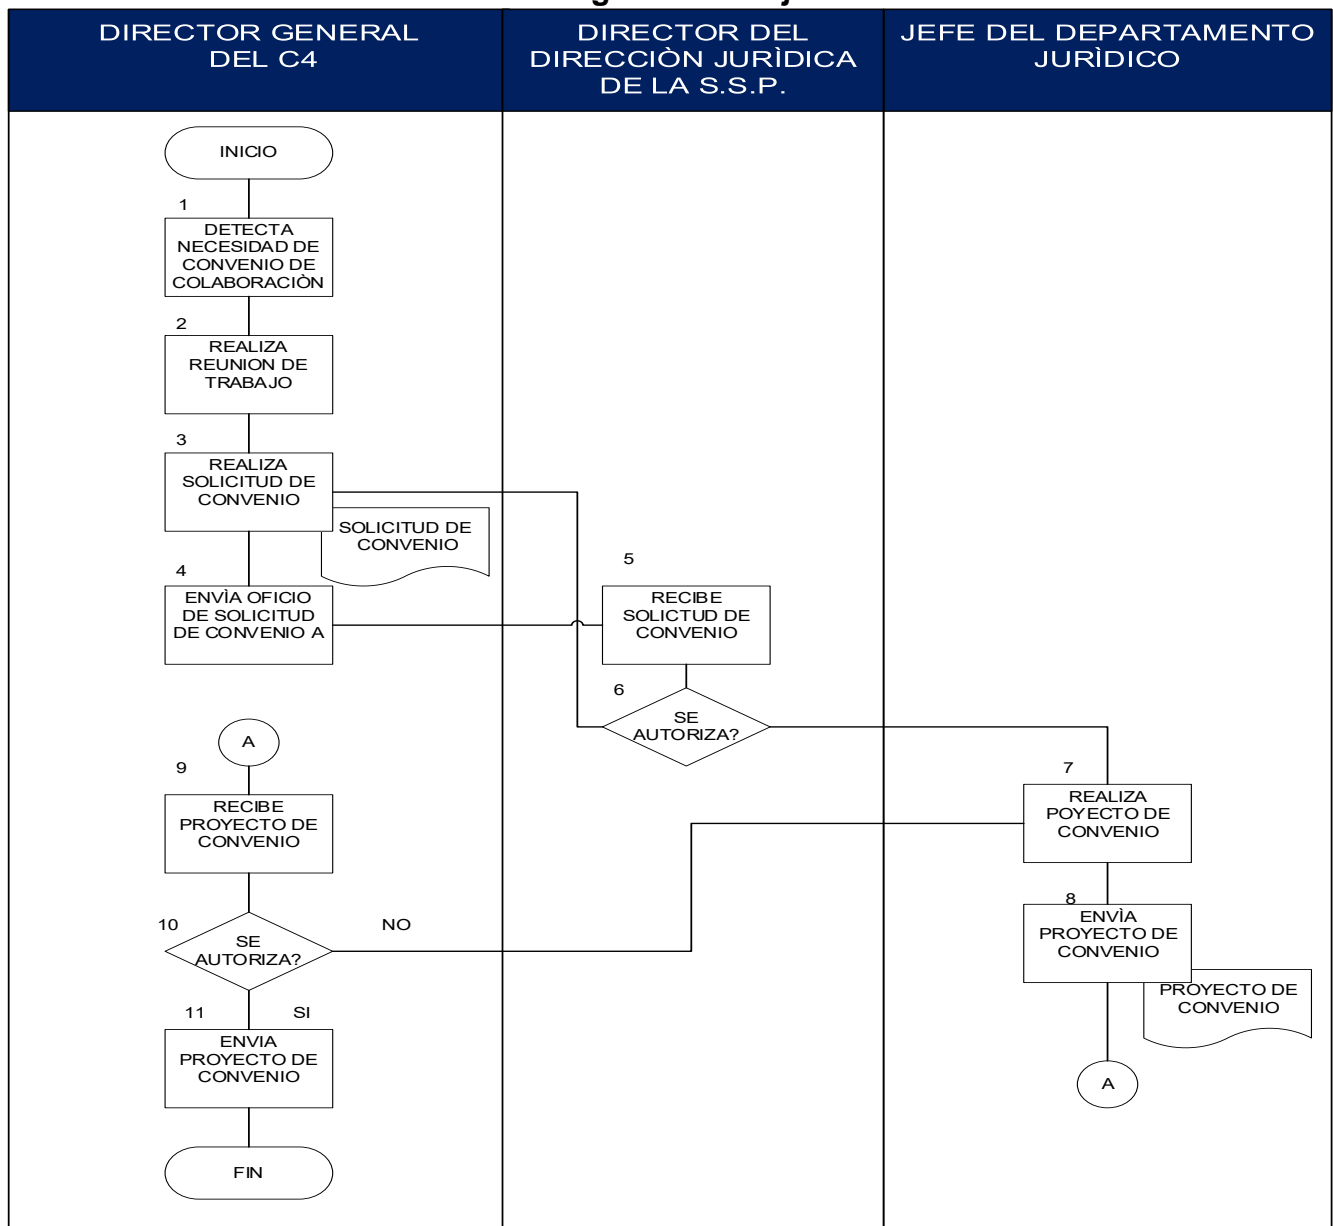 DIRECTOR GENERAL
DEL C4
DIRECTOR DEL
DIRECCIÒN JURÌDICA
DE LA S.S.P.
JEFE DEL DEPARTAMENTO
JURÌDICO
INICIO
1
DETECTA
NECESIDAD DE
CONVENIO DE
COLABORACIÒN
2
REALIZA
REUNION DE
TRABAJO
3
REALIZA
SOLICITUD DE
CONVENIO
SOLICITUD DE
CONVENIO
4
ENVÌA OFICIO
DE SOLICITUD
DE CONVENIO A
5
RECIBE
SOLICTUD DE
CONVENIO
6
SE
AUTORIZA?
7
REALIZA
POYECTO DE
CONVENIO
8
ENVÌA
PROYECTO DE
CONVENIO
PROYECTO DE
CONVENIO
A
A
9
RECIBE
PROYECTO DE
CONVENIO
10
SE
AUTORIZA?
NO
11
SI
ENVIA
PROYECTO DE
CONVENIO
FIN